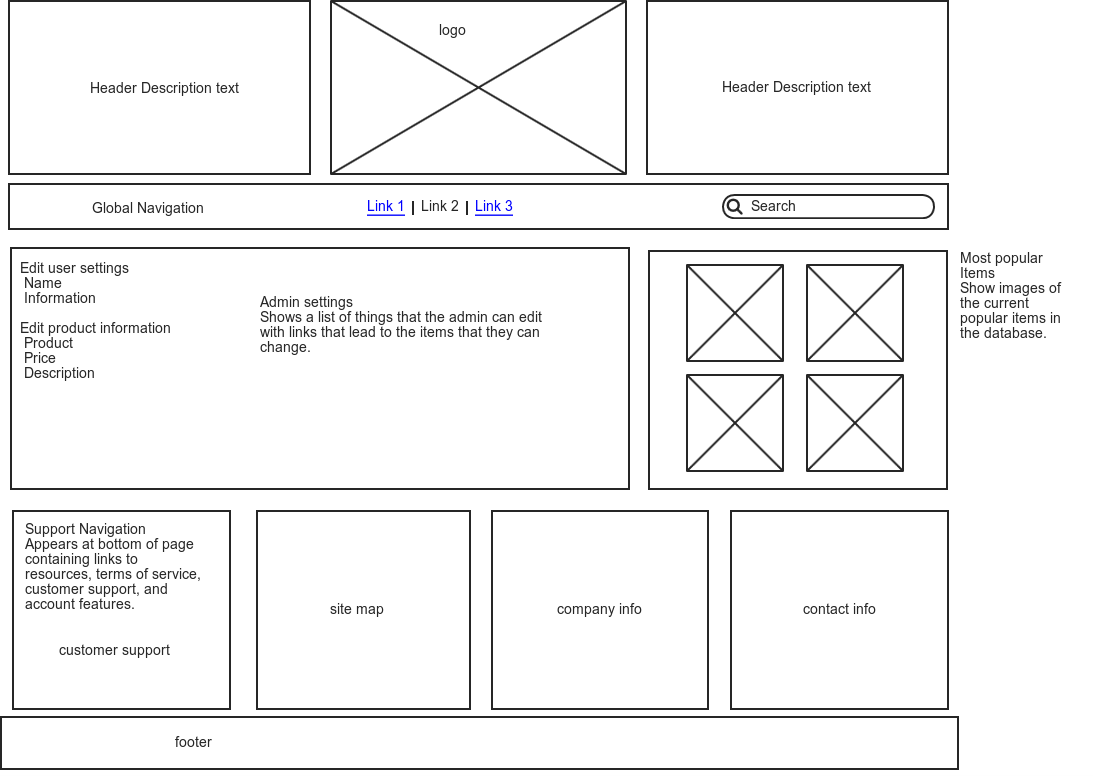 Header Description text
logo
Header Description text
Global Navigation
Link 1 | Link 2 | Link 3
Search
Edit user settings
Name
Information
Edit product information
Product
Price
Description
Admin settings
Shows a list of things that the admin can edit
with links that lead to the items that they can
change.
Most popular
Items
Show images of
the current
popular items in
the database.
Support Navigation
Appears at bottom of page
containing links to
resources, terms of service,
customer support, and
account features.
customer support
site map
company info
contact info
footer